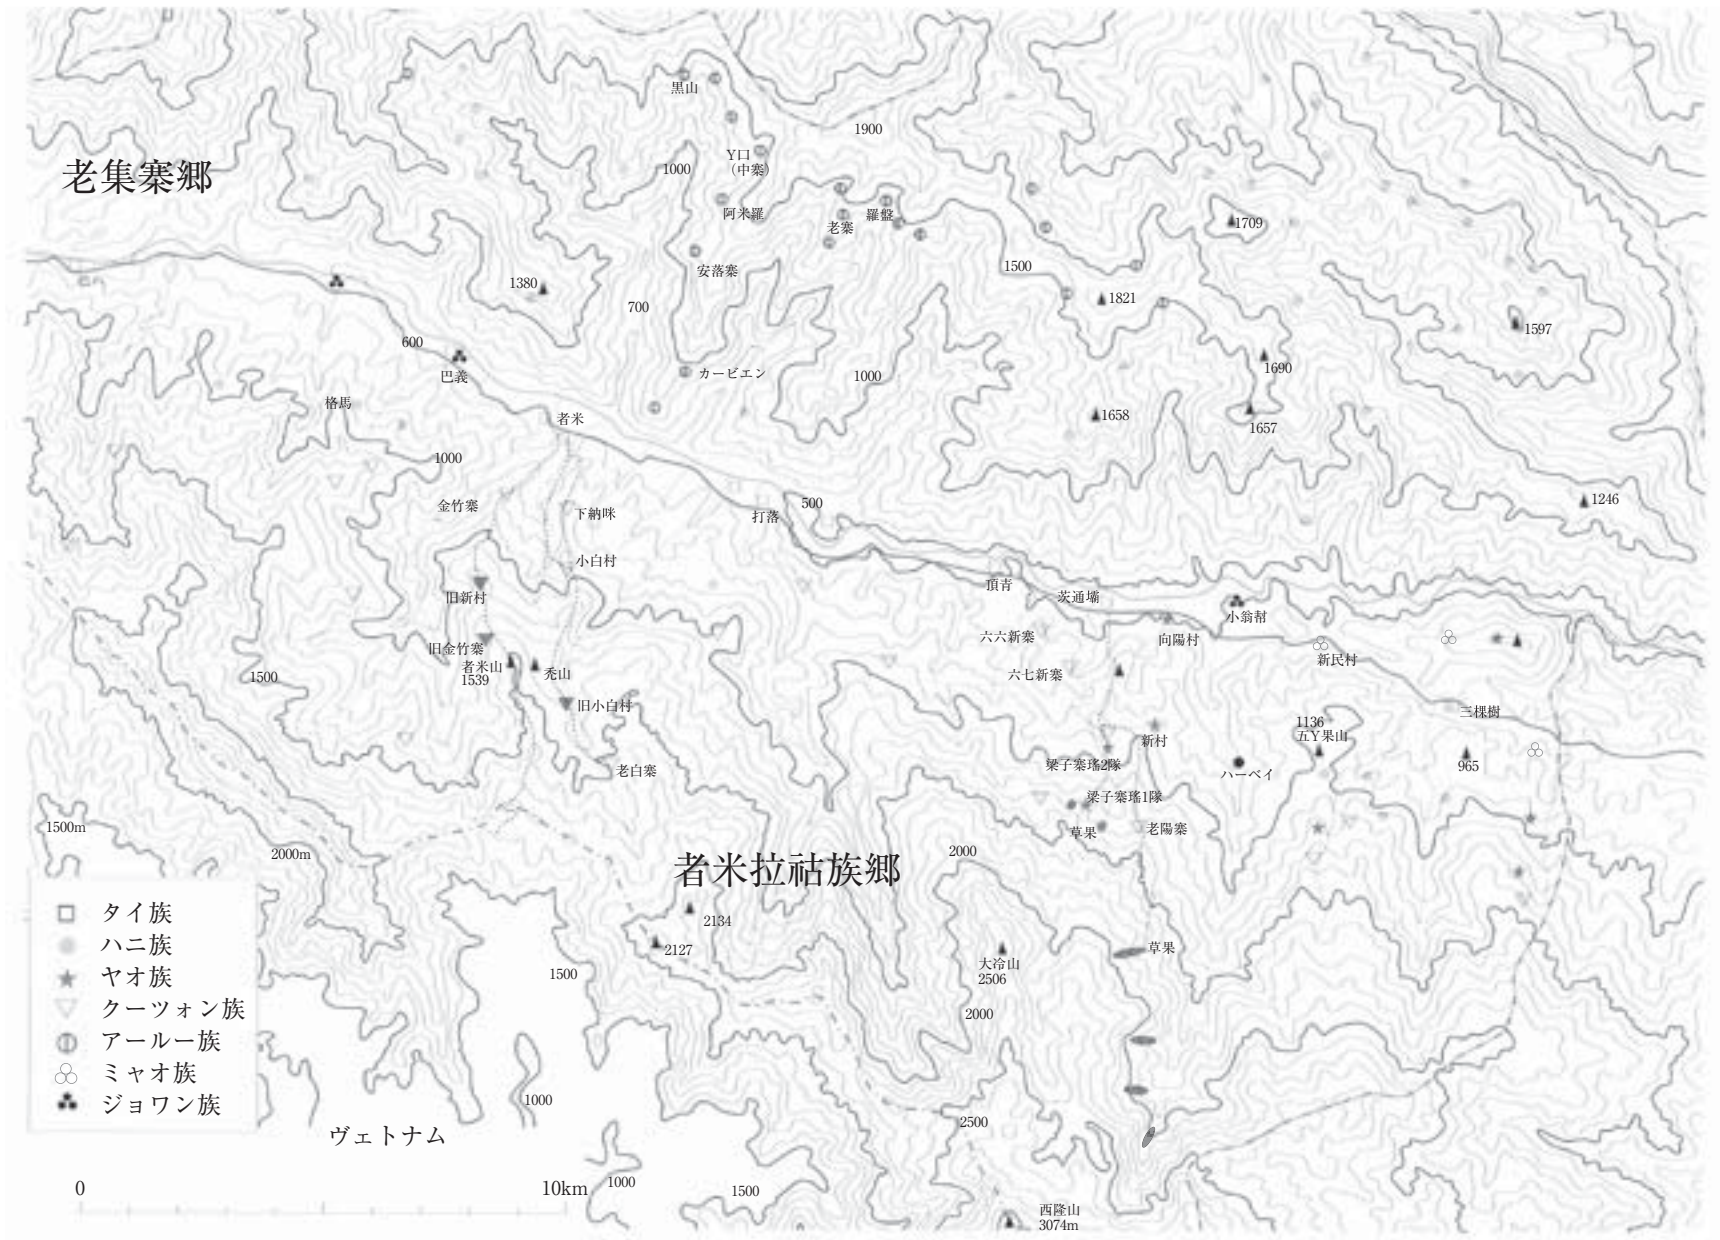 黒山
1900
Y口
（中寨）
1000
老集寨郷
阿米羅
羅盤
老寨
1709
安落寨
1500
1380
1821
700
1597
600
巴義
カービエン
1000
1690
格馬
者米
1658
1657
1000
金竹寨
下納咪
打落
500
1246
小白村
頂青
茨通壩
旧新村
小翁幇
六六新寨
向陽村
旧金竹寨
者米山
1539
禿山
新民村
六七新寨
1500
旧小白村
三棵樹
1136
五Y果山
新村
梁子寨瑤2隊
ハーベイ
965
老白寨
梁子寨瑤1隊
草果
老陽寨
1500m
2000m
2000
者米拉祜族郷
タイ族
ハニ族
ヤオ族
クーツォン族
アールー族
ミャオ族
ジョワン族
2134
2127
草果
大冷山
2506
1500
2000
1000
2500
ヴェトナム
0
10km
1000
1500
西隆山
3074m